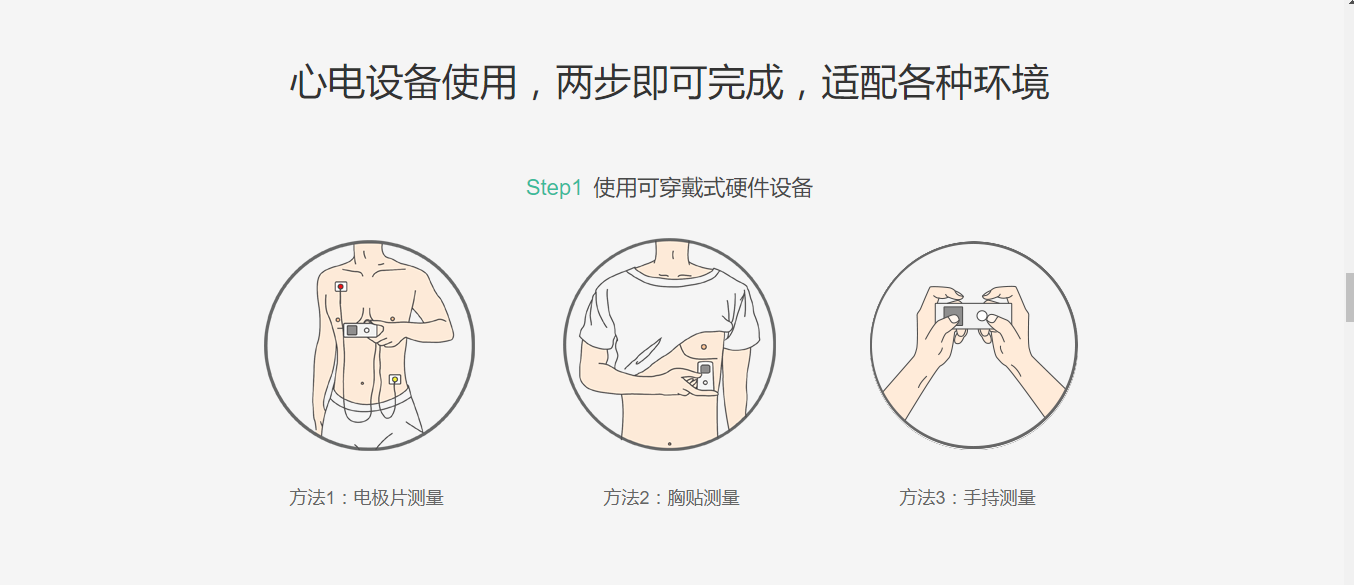 心电设备使用，两步即可完成，适配各种环境
Step1 使用可穿戴式硬件设备
方法1：电极片测量
方法2：胸贴测量
方法3：手持测量